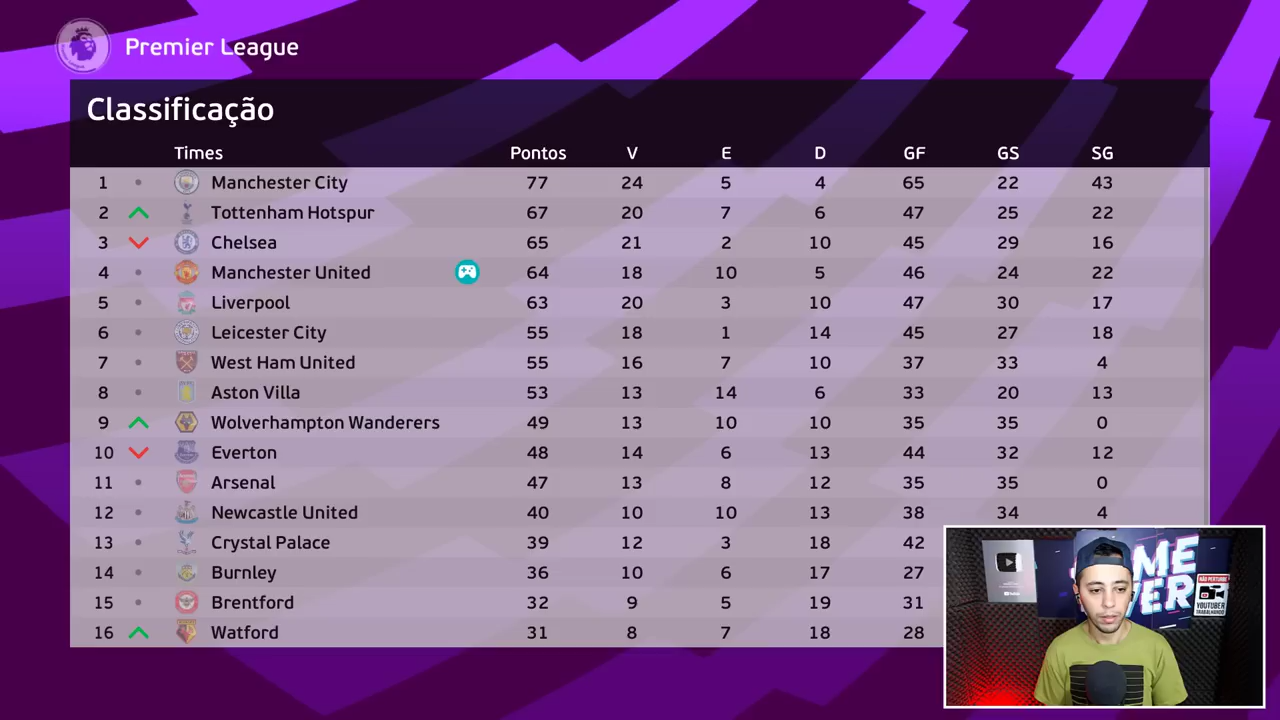 Premier League
Classificação
Times Pontos V E D GF GS SG
1 Manchester City 77 24 5 4 65 22 43
2 Tottenham Hotspur 67 20 7 6 47 25 22
3 Chelsea 65 21 2 10 45 29 16
4 Manchester United 64 18 10 5 46 24 22
5 Liverpool 63 20 3 10 47 30 17
6 Leicester City 55 18 1 14 45 27 18
7 West Ham United 55 16 7 10 37 33 4
8 Aston Villa 53 13 14 6 33 20 13
9 Wolverhampton Wanderers 49 13 10 10 35 35 0
10 Everton 48 14 6 13 44 32 12
11 Arsenal 47 13 8 12 35 35 0
12 Newcastle United 40 10 10 13 38 34 4
13 Crystal Palace 39 12 3 18 42
14 Burnley 36 10 6 17 27
15 Brentford 32 9 5 19 31
16 Watford 31 8 7 18 28
NÃO PERTURBE
YOUTUBER
TRABALHANDO